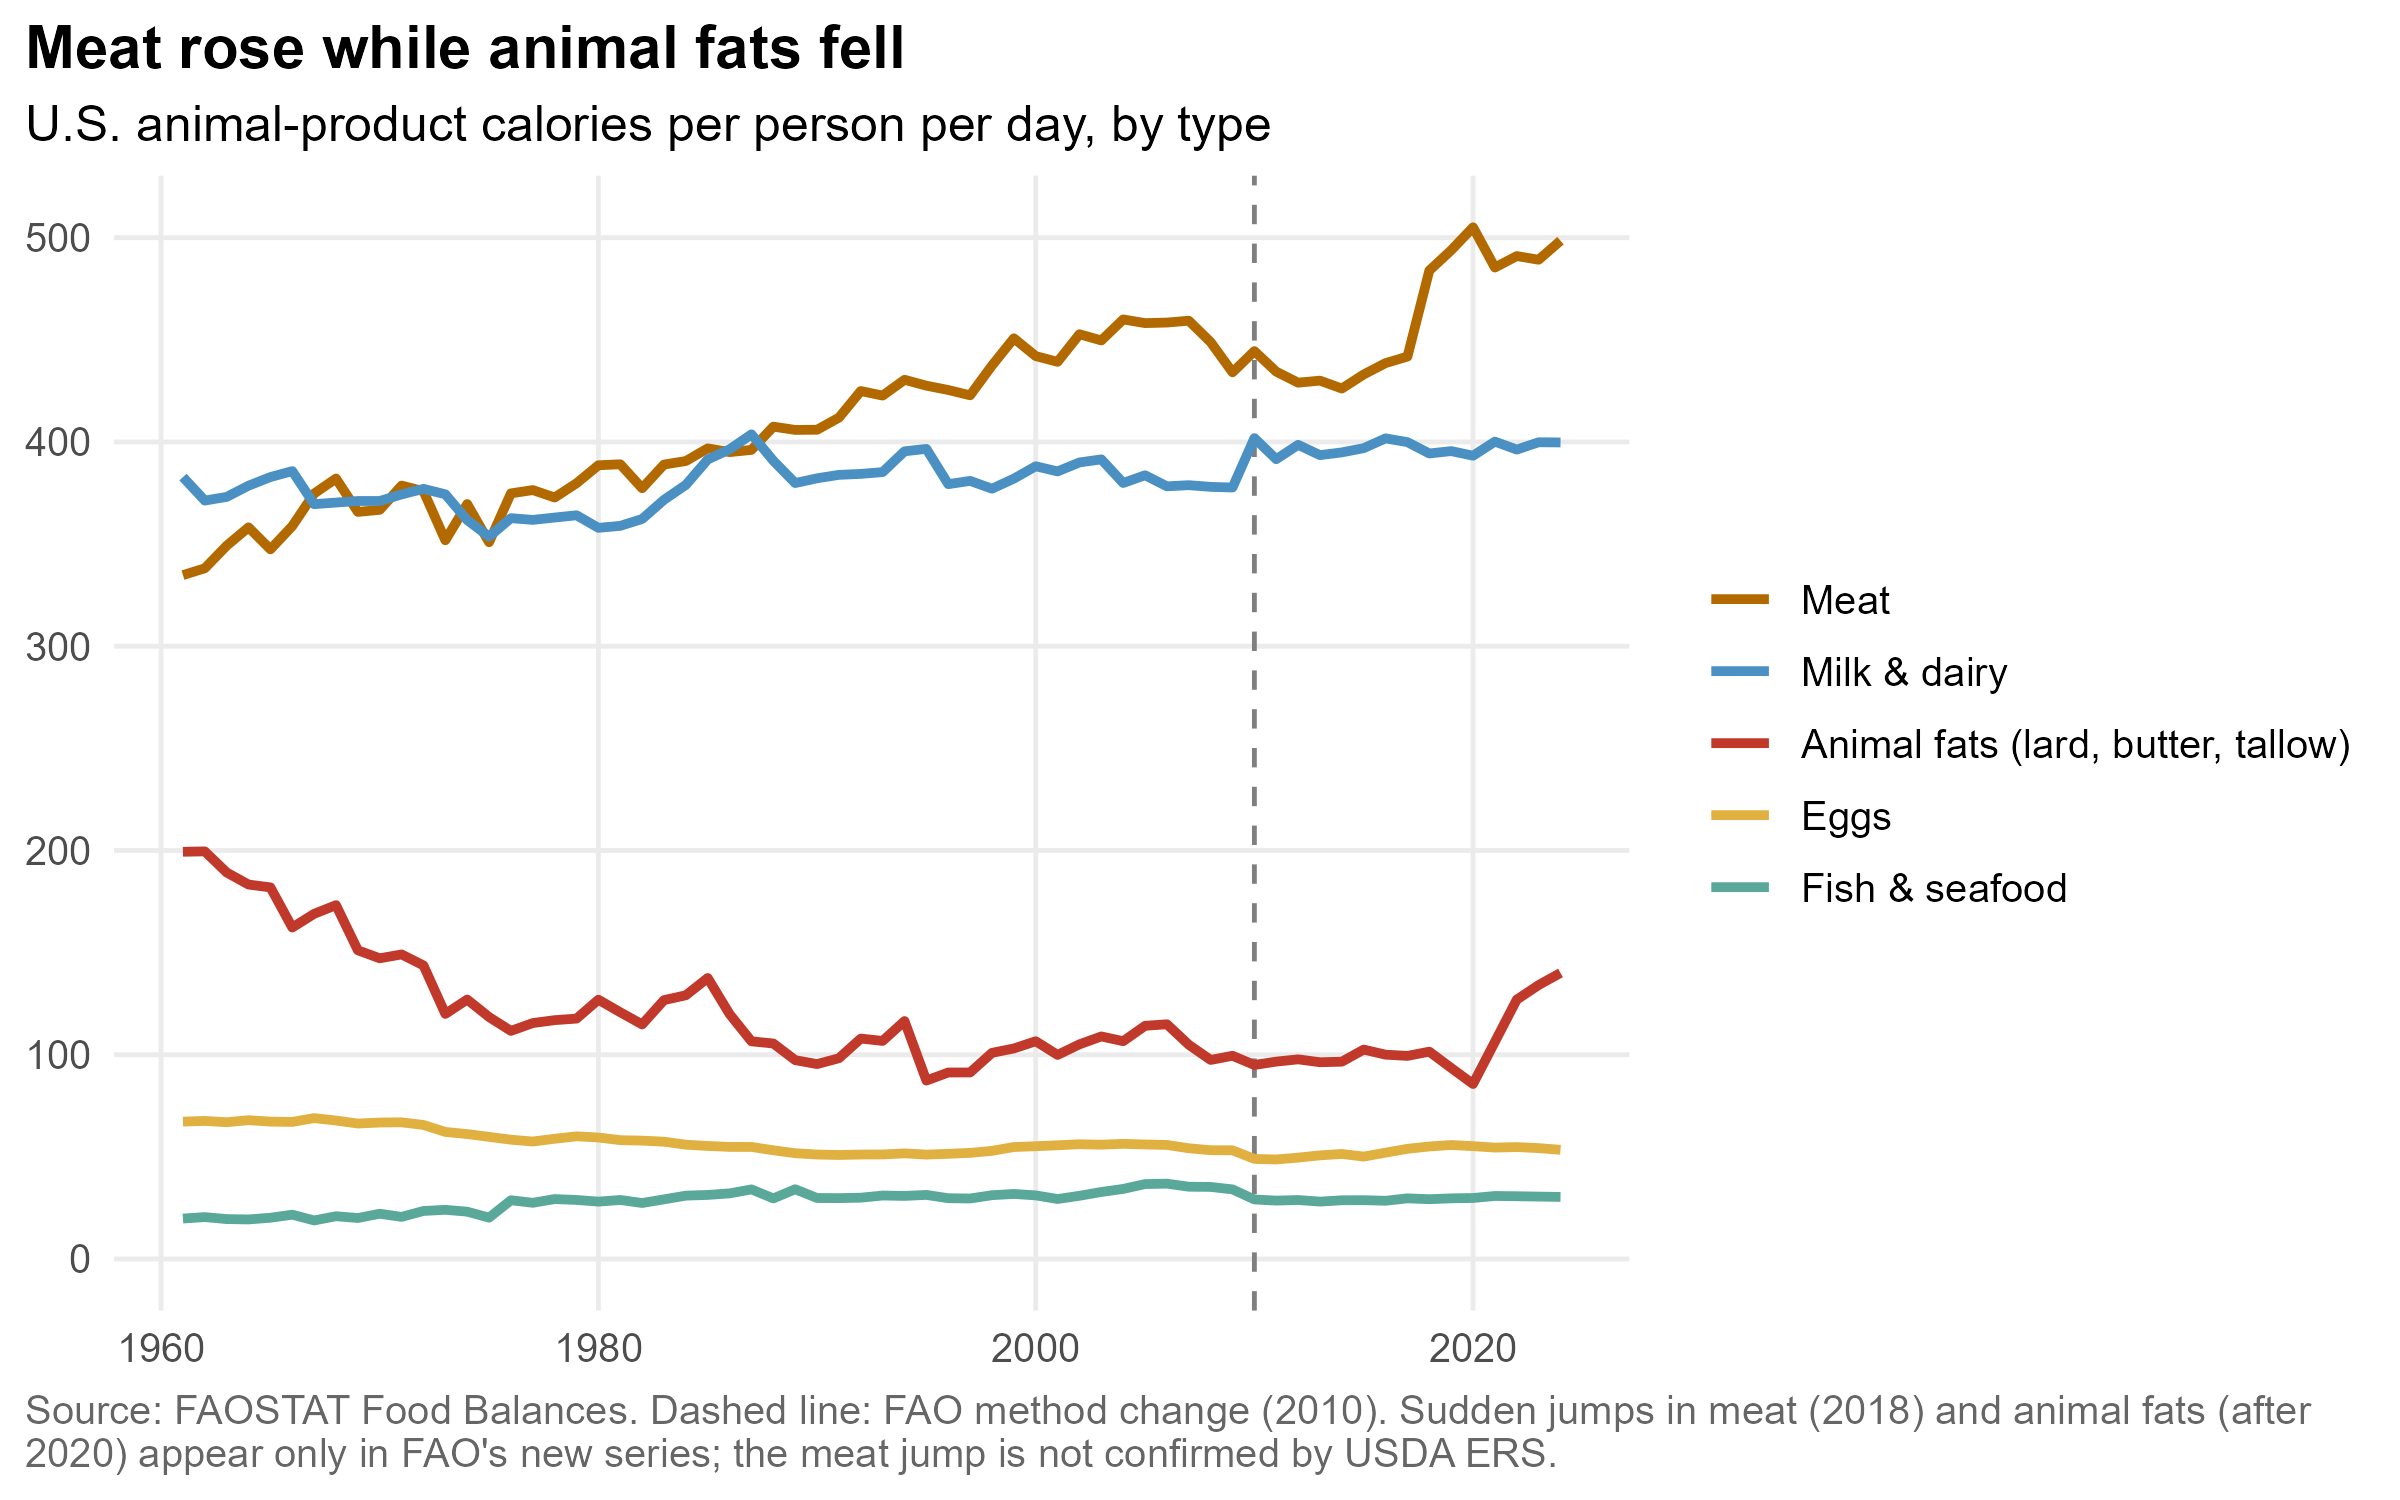 Meat rose while animal fats fell
U.S. animal-product calories per person per day, by type
500
400
300
200
100
0
1960
1980
2000
2020
Meat
Milk & dairy
Animal fats (lard, butter, tallow)
Eggs
Fish & seafood
Source: FAOSTAT Food Balances. Dashed line: FAO method change (2010). Sudden jumps in meat (2018) and animal fats (after
2020) appear only in FAO's new series; the meat jump is not confirmed by USDA ERS.